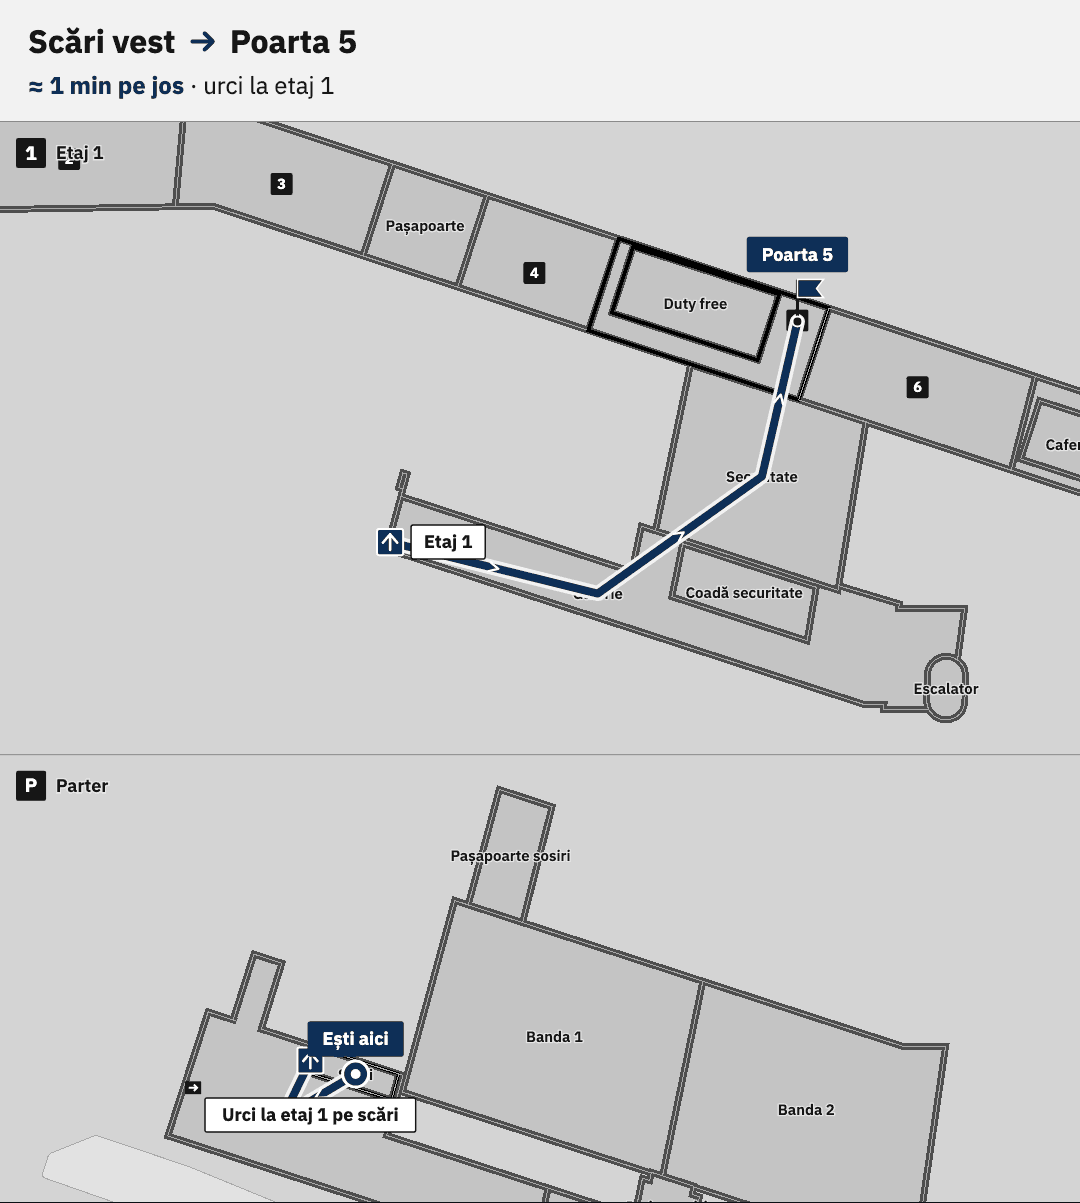 Scări vest → Poarta 5
≈ 1 min pe jos · urci la etaj 1
1 Etaj 1
3
Pașapoarte
4
Duty free
Poarta 5
6
Securitate
Etaj 1
Coadă securitate
Escalator
P Parter
Pașapoarte sosiri
Banda 1
Ești aici
Urci la etaj 1 pe scări
Banda 2